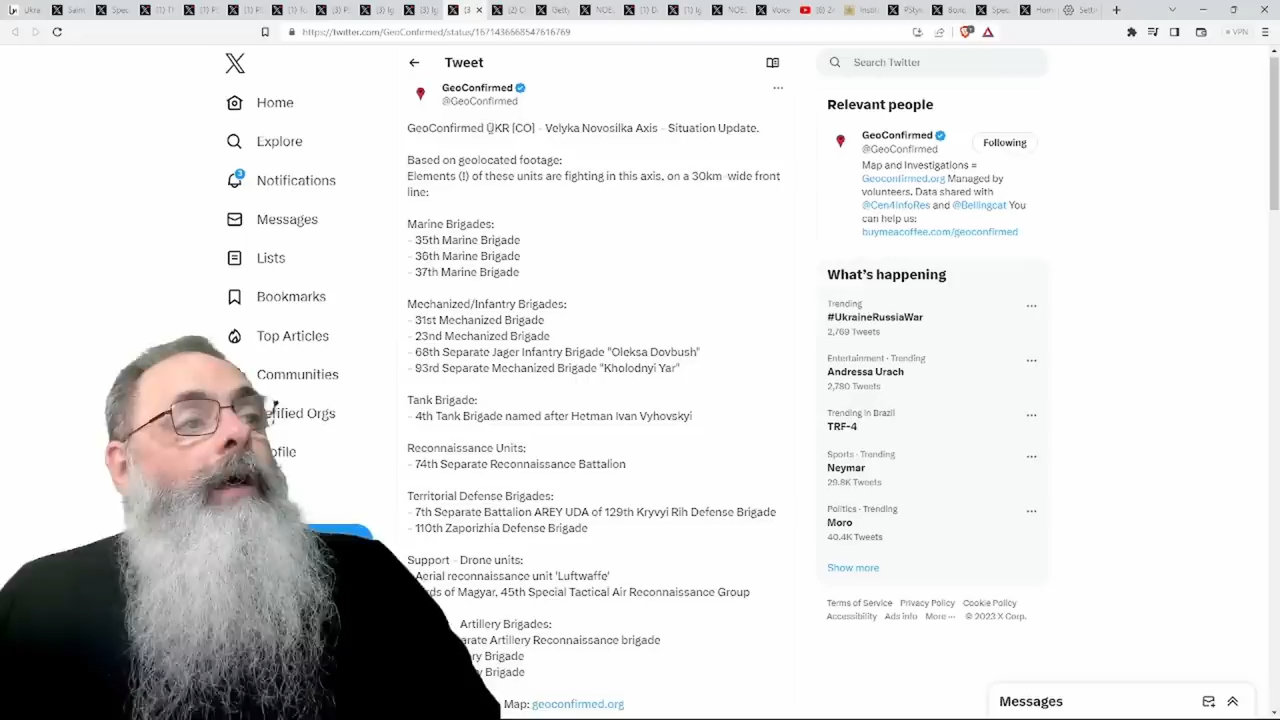 https://twitter.com/GeoConfirmed/status/1671436668547616769
VPN
Home
Explore
3
Notifications
Messages
Lists
Bookmarks
Top Articles
Communities
Orgs
Tweet
GeoConfirmed
@GeoConfirmed
GeoConfirmed UKR [CO] - Velyka Novosilka Axis - Situation Update.
Based on geolocated footage:
Elements (!) of these units are fighting in this axis, on a 30km-wide front
line:
Marine Brigades:
- 35th Marine Brigade
- 36th Marine Brigade
- 37th Marine Brigade
Mechanized/Infantry Brigades:
- 31st Mechanized Brigade
- 23nd Mechanized Brigade
- 68th Separate Jager Infantry Brigade "Oleksa Dovbush"
- 93rd Separate Mechanized Brigade "Kholodnyi Yar"
Tank Brigade:
- 4th Tank Brigade named after Hetman Ivan Vyhovskyi
Reconnaissance Units:
- 74th Separate Reconnaissance Battalion
Territorial Defense Brigades:
- 7th Separate Battalion AREY UDA of 129th Kryvyi Rih Defense Brigade
- 110th Zaporizhia Defense Brigade
Support - Drone units:
Aerial reconnaissance unit 'Luftwaffe'
of Magyar, 45th Special Tactical Air Reconnaissance Group
Artillery Brigades:
Artillery Reconnaissance brigade
Brigade
Brigade
Map: geoconfirmed.org
Search Twitter
Relevant people
GeoConfirmed
@GeoConfirmed
Following
Map and Investigations =
Geoconfirmed.org Managed by
volunteers. Data shared with
@Cen4InfoRes and @Bellingcat You
can help us:
buymeacoffee.com/geoconfirmed
What's happening
Trending
#UkraineRussiaWar
2,769 Tweets
Entertainment · Trending
Andressa Urach
2,780 Tweets
Trending in Brazil
TRF-4
Sports · Trending
Neymar
29.8K Tweets
Politics · Trending
Moro
40.4K Tweets
Show more
Terms of Service Privacy Policy Cookie Policy
Accessibility Ads info More ··· © 2023 X Corp.
Messages